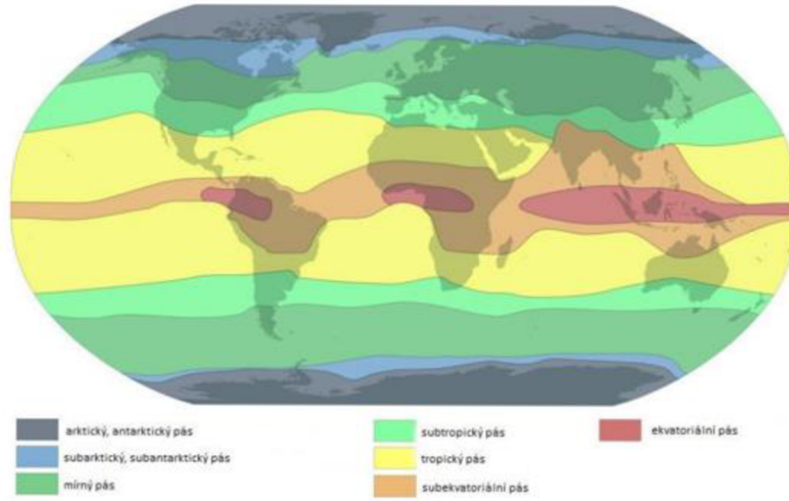 arktický, antarktický pás
subarktický, subantarktický pás
mírný pás
subtropický pás
tropický pás
subekvatoriální pás
ekvatoriální pás